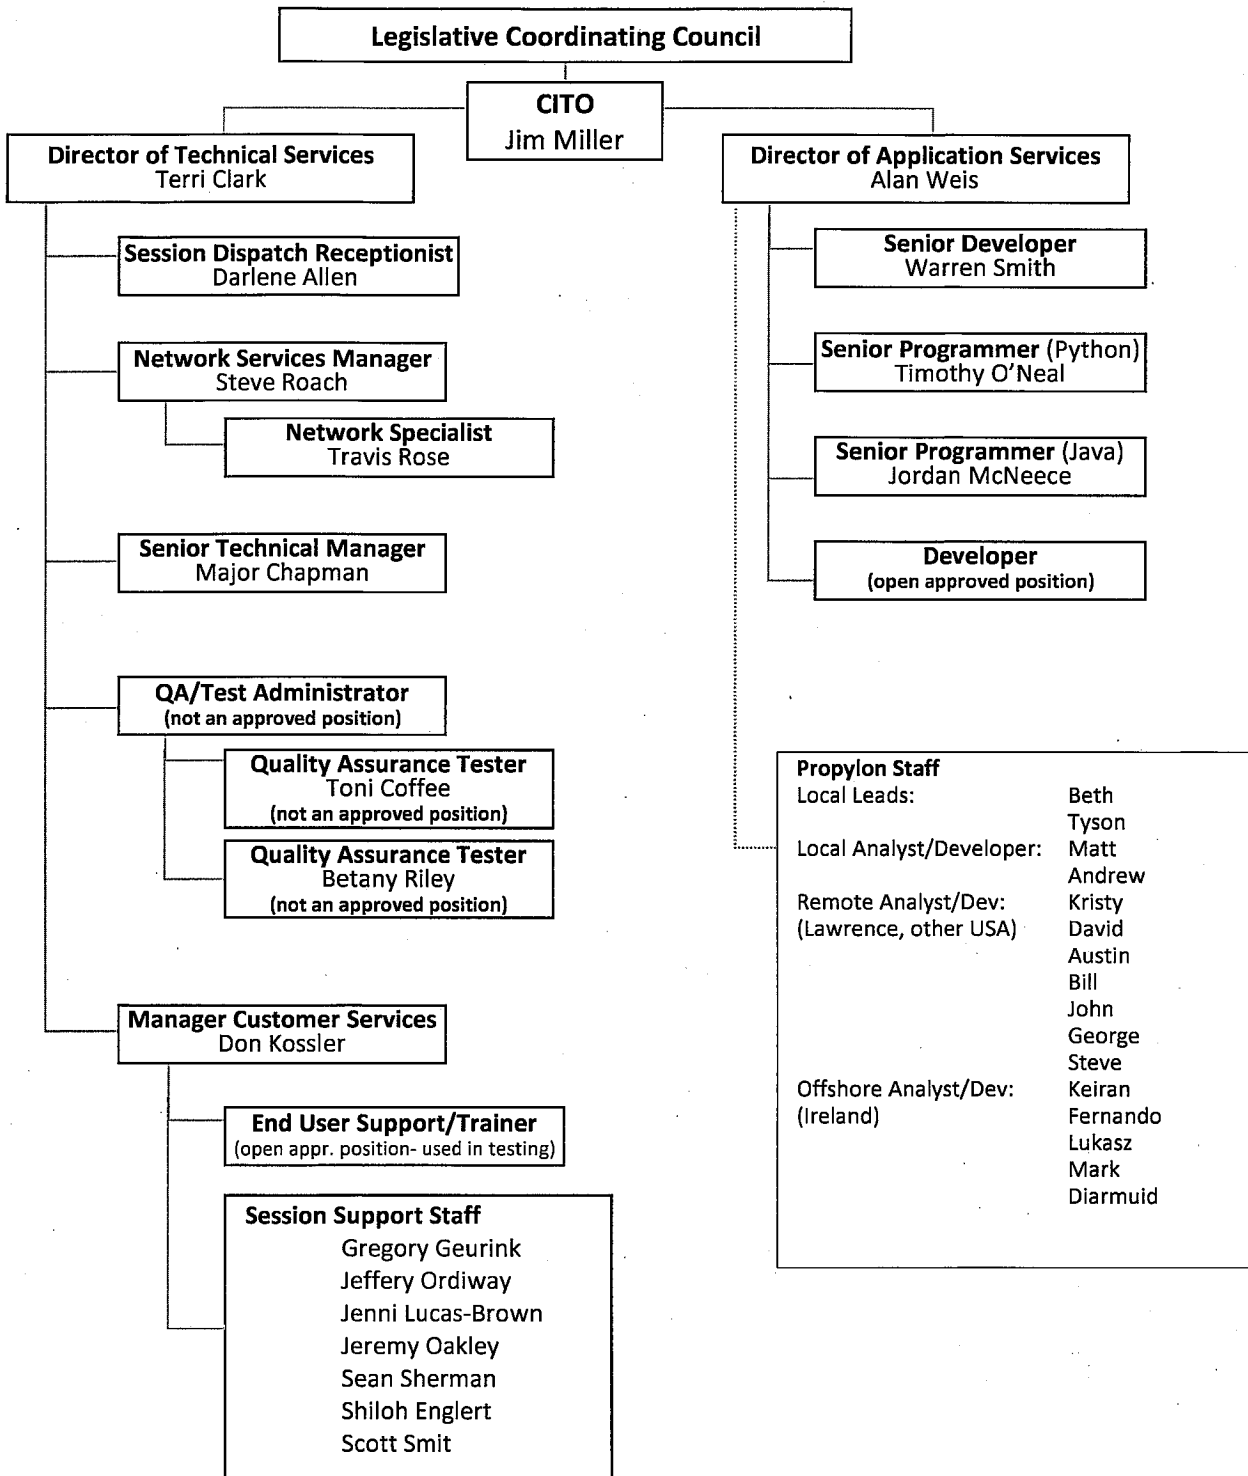 Legislative Coordinating Council
CITO
Jim Miller
Director of Technical Services
Terri Clark
Session Dispatch Receptionist
Darlene Allen
Network Services Manager
Steve Roach
Network Specialist
Travis Rose
Senior Technical Manager
Major Chapman
QA/Test Administrator
(not an approved position)
Quality Assurance Tester
Toni Coffee
(not an approved position)
Quality Assurance Tester
Betany Riley
(not an approved position)
Manager Customer Services
Don Kossler
End User Support/Trainer
(open appr. position- used in testing)
Session Support Staff
Gregory Geurink
Jeffery Ordiway
Jenni Lucas-Brown
Jeremy Oakley
Sean Sherman
Shiloh Englert
Scott Smit
Director of Application Services
Alan Weis
Senior Developer
Warren Smith
Senior Programmer (Python)
Timothy O'Neal
Senior Programmer (Java)
Jordan McNeece
Developer
(open approved position)
Propylon Staff
Local Leads: Beth
Tyson
Local Analyst/Developer: Matt
Andrew
Remote Analyst/Dev: Kristy
(Lawrence, other USA) David
Austin
Bill
John
George
Steve
Offshore Analyst/Dev: Keiran
(Ireland) Fernando
Lukasz
Mark
Diarmuid